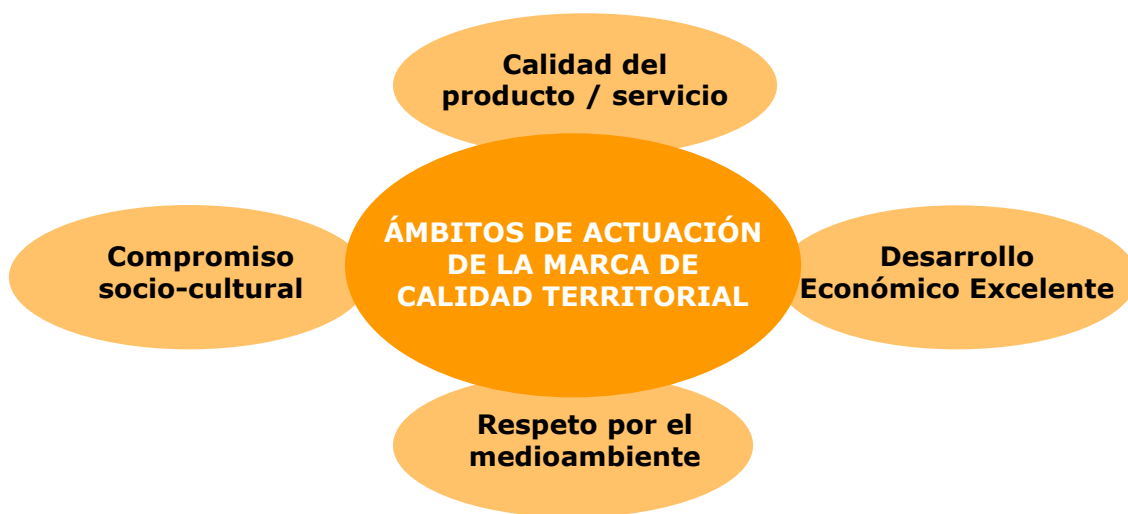 Calidad del
producto / servicio
Compromiso
socio-cultural
ÁMBITOS DE ACTUACIÓN
DE LA MARCA DE
CALIDAD TERRITORIAL
Desarrollo
Económico Excelente
Respeto por el
medioambiente